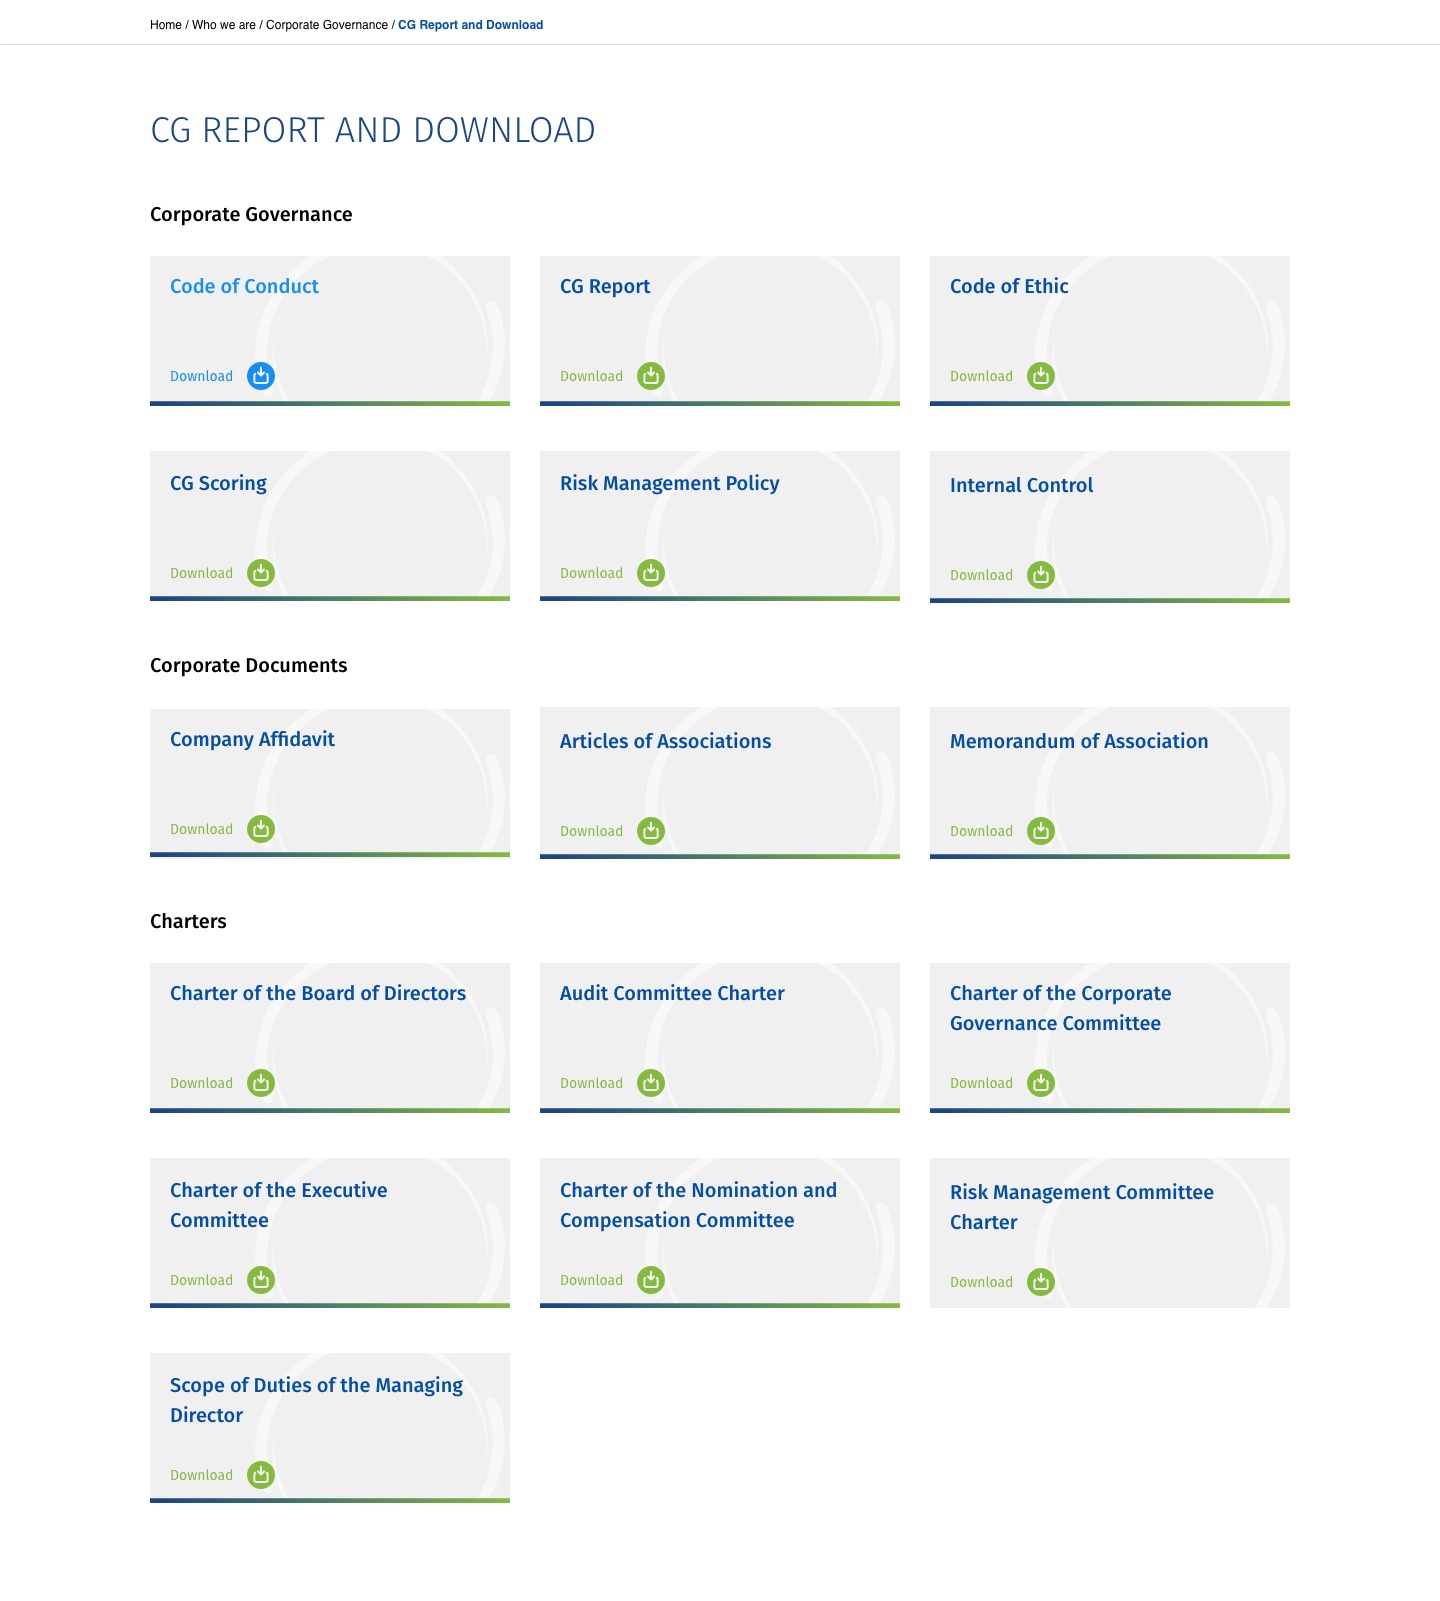 Home / Who we are / Corporate Governance / CG Report and Download
CG REPORT AND DOWNLOAD
Corporate Governance
Code of Conduct
Download
CG Report
Download
Code of Ethic
Download
CG Scoring
Download
Risk Management Policy
Download
Internal Control
Download
Corporate Documents
Company Affidavit
Download
Articles of Associations
Download
Memorandum of Association
Download
Charters
Charter of the Board of Directors
Download
Audit Committee Charter
Download
Charter of the Corporate
Governance Committee
Download
Charter of the Executive
Committee
Download
Charter of the Nomination and
Compensation Committee
Download
Risk Management Committee
Charter
Download
Scope of Duties of the Managing
Director
Download